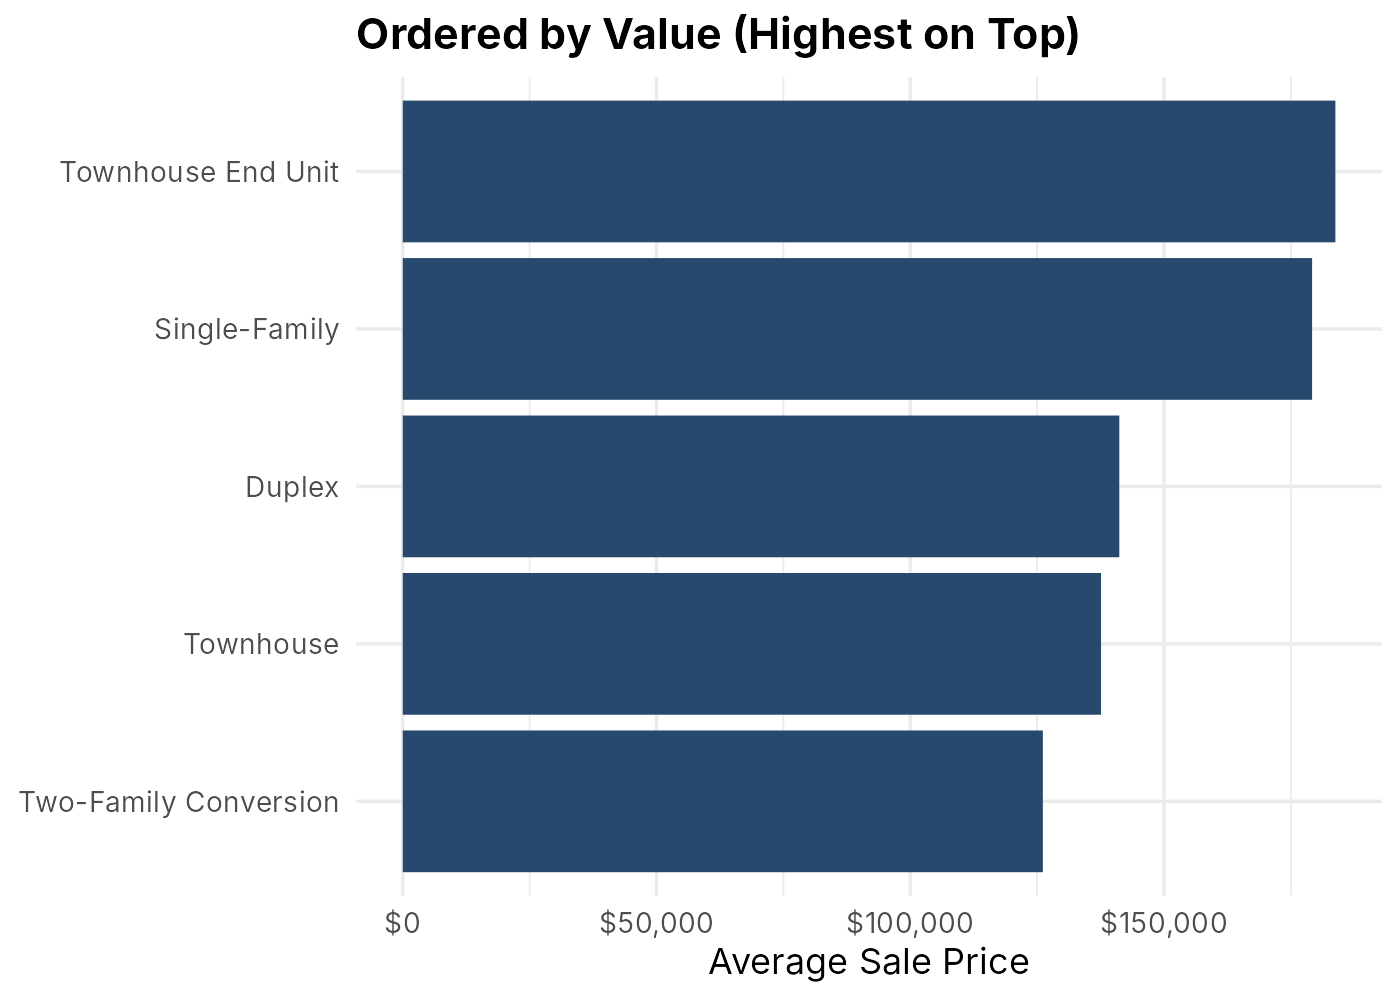 Ordered by Value (Highest on Top)
Townhouse End Unit
Single-Family
Duplex
Townhouse
Two-Family Conversion
$0 $50,000 $100,000 $150,000
Average Sale Price